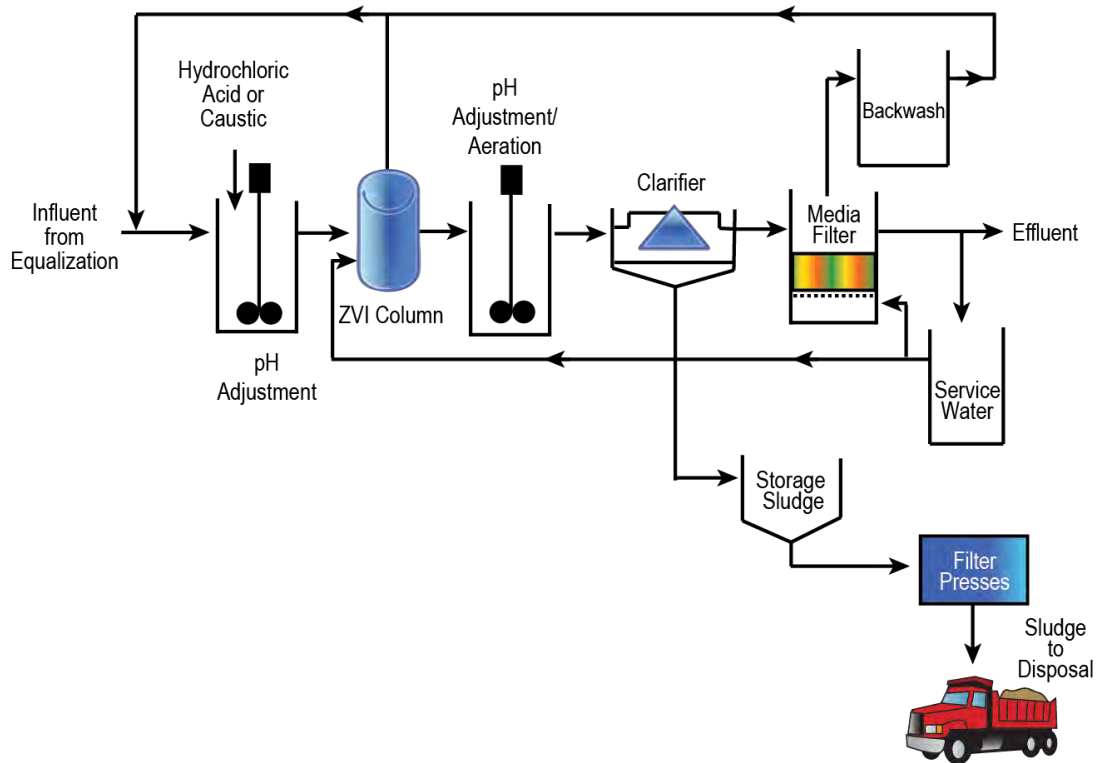 Hydrochloric
Acid or
Caustic
pH
Adjustment/
Aeration
Backwash
Clarifier
Influent
from
Equalization
Media
Filter
Effluent
ZVI Column
pH
Adjustment
Service
Water
Storage
Sludge
Filter
Presses
Sludge
to
Disposal